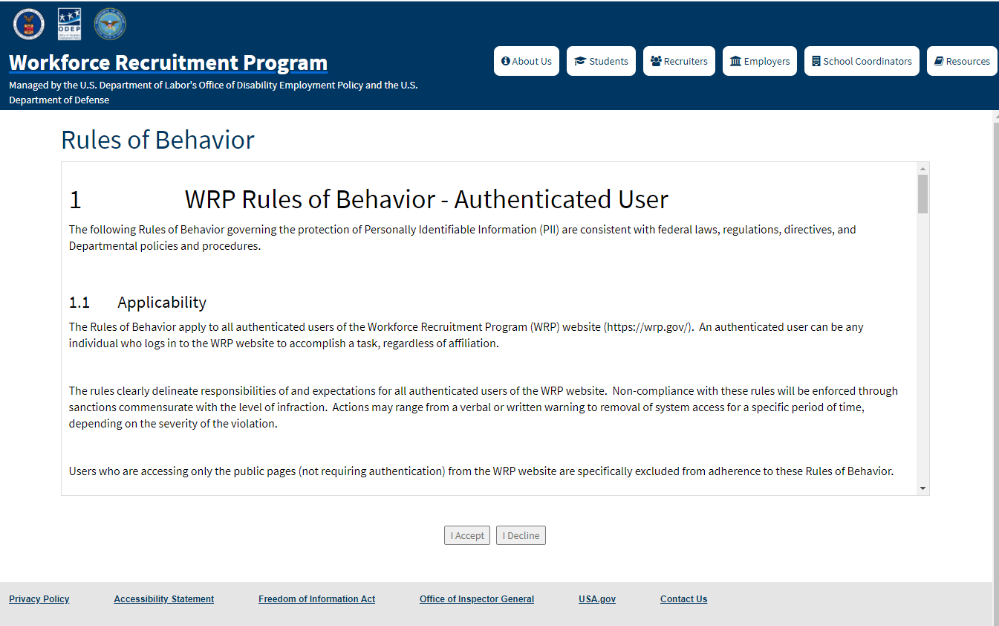 ODEP
Workforce Recruitment Program
Managed by the U.S. Department of Labor's Office of Disability Employment Policy and the U.S.
Department of Defense
About Us
Students
Recruiters
Employers
School Coordinators
Resources
Rules of Behavior
1 WRP Rules of Behavior - Authenticated User
The following Rules of Behavior governing the protection of Personally Identifiable Information (PII) are consistent with federal laws, regulations, directives, and
Departmental policies and procedures.
1.1 Applicability
The Rules of Behavior apply to all authenticated users of the Workforce Recruitment Program (WRP) website (https://wrp.gov/).  An authenticated user can be any
individual who logs in to the WRP website to accomplish a task, regardless of affiliation.
The rules clearly delineate responsibilities of and expectations for all authenticated users of the WRP website.  Non-compliance with these rules will be enforced through
sanctions commensurate with the level of infraction.  Actions may range from a verbal or written warning to removal of system access for a specific period of time,
depending on the severity of the violation.
Users who are accessing only the public pages (not requiring authentication) from the WRP website are specifically excluded from adherence to these Rules of Behavior.
I Accept
I Decline
Privacy Policy
Accessibility Statement
Freedom of Information Act
Office of Inspector General
USA.gov
Contact Us